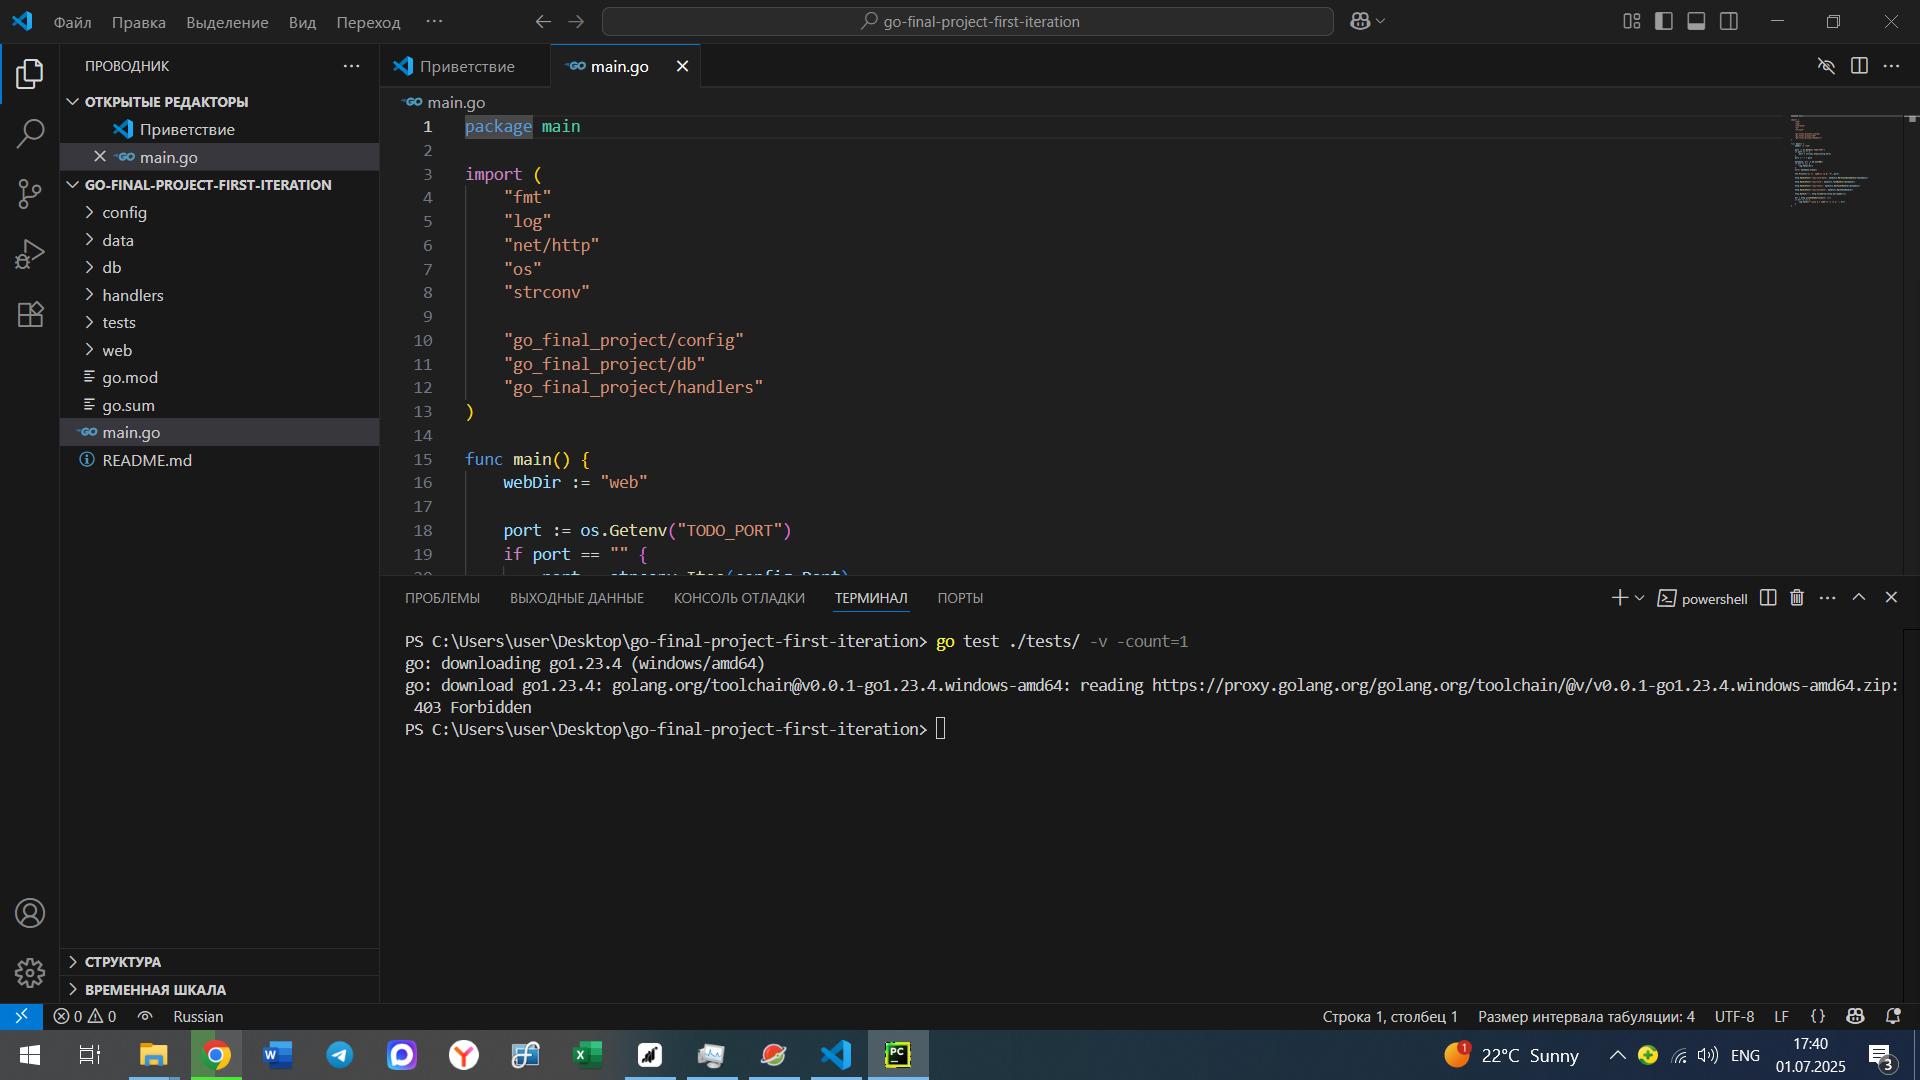 Файл Правка Выделение Вид Переход ··· go-final-project-first-iteration
ПРОВОДНИК
ОТКРЫТЫЕ РЕДАКТОРЫ
Приветствие
main.go
GO-FINAL-PROJECT-FIRST-ITERATION
config
data
db
handlers
tests
web
go.mod
go.sum
main.go
README.md
СТРУКТУРА
ВРЕМЕННАЯ ШКАЛА
Приветствие main.go
main.go
1 package main
2
3 import (
4 "fmt"
5 "log"
6 "net/http"
7 "os"
8 "strconv"
9
10 "go_final_project/config"
11 "go_final_project/db"
12 "go_final_project/handlers"
13 )
14
15 func main() {
16 webDir := "web"
17
18 port := os.Getenv("TODO_PORT")
19 if port == "" {
20 port = strconv.Itoa(config.Port)
ПРОБЛЕМЫ ВЫХОДНЫЕ ДАННЫЕ КОНСОЛЬ ОТЛАДКИ ТЕРМИНАЛ ПОРТЫ powershell
PS C:\Users\user\Desktop\go-final-project-first-iteration> go test ./tests/ -v -count=1
go: downloading go1.23.4 (windows/amd64)
go: download go1.23.4: golang.org/toolchain@v0.0.1-go1.23.4.windows-amd64: reading https://proxy.golang.org/golang.org/toolchain/@v/v0.0.1-go1.23.4.windows-amd64.zip:
403 Forbidden
PS C:\Users\user\Desktop\go-final-project-first-iteration>
0 0 Russian Строка 1, столбец 1 Размер интервала табуляции: 4 UTF-8 LF {}
1 22°C Sunny ENG 17:40
01.07.2025 3